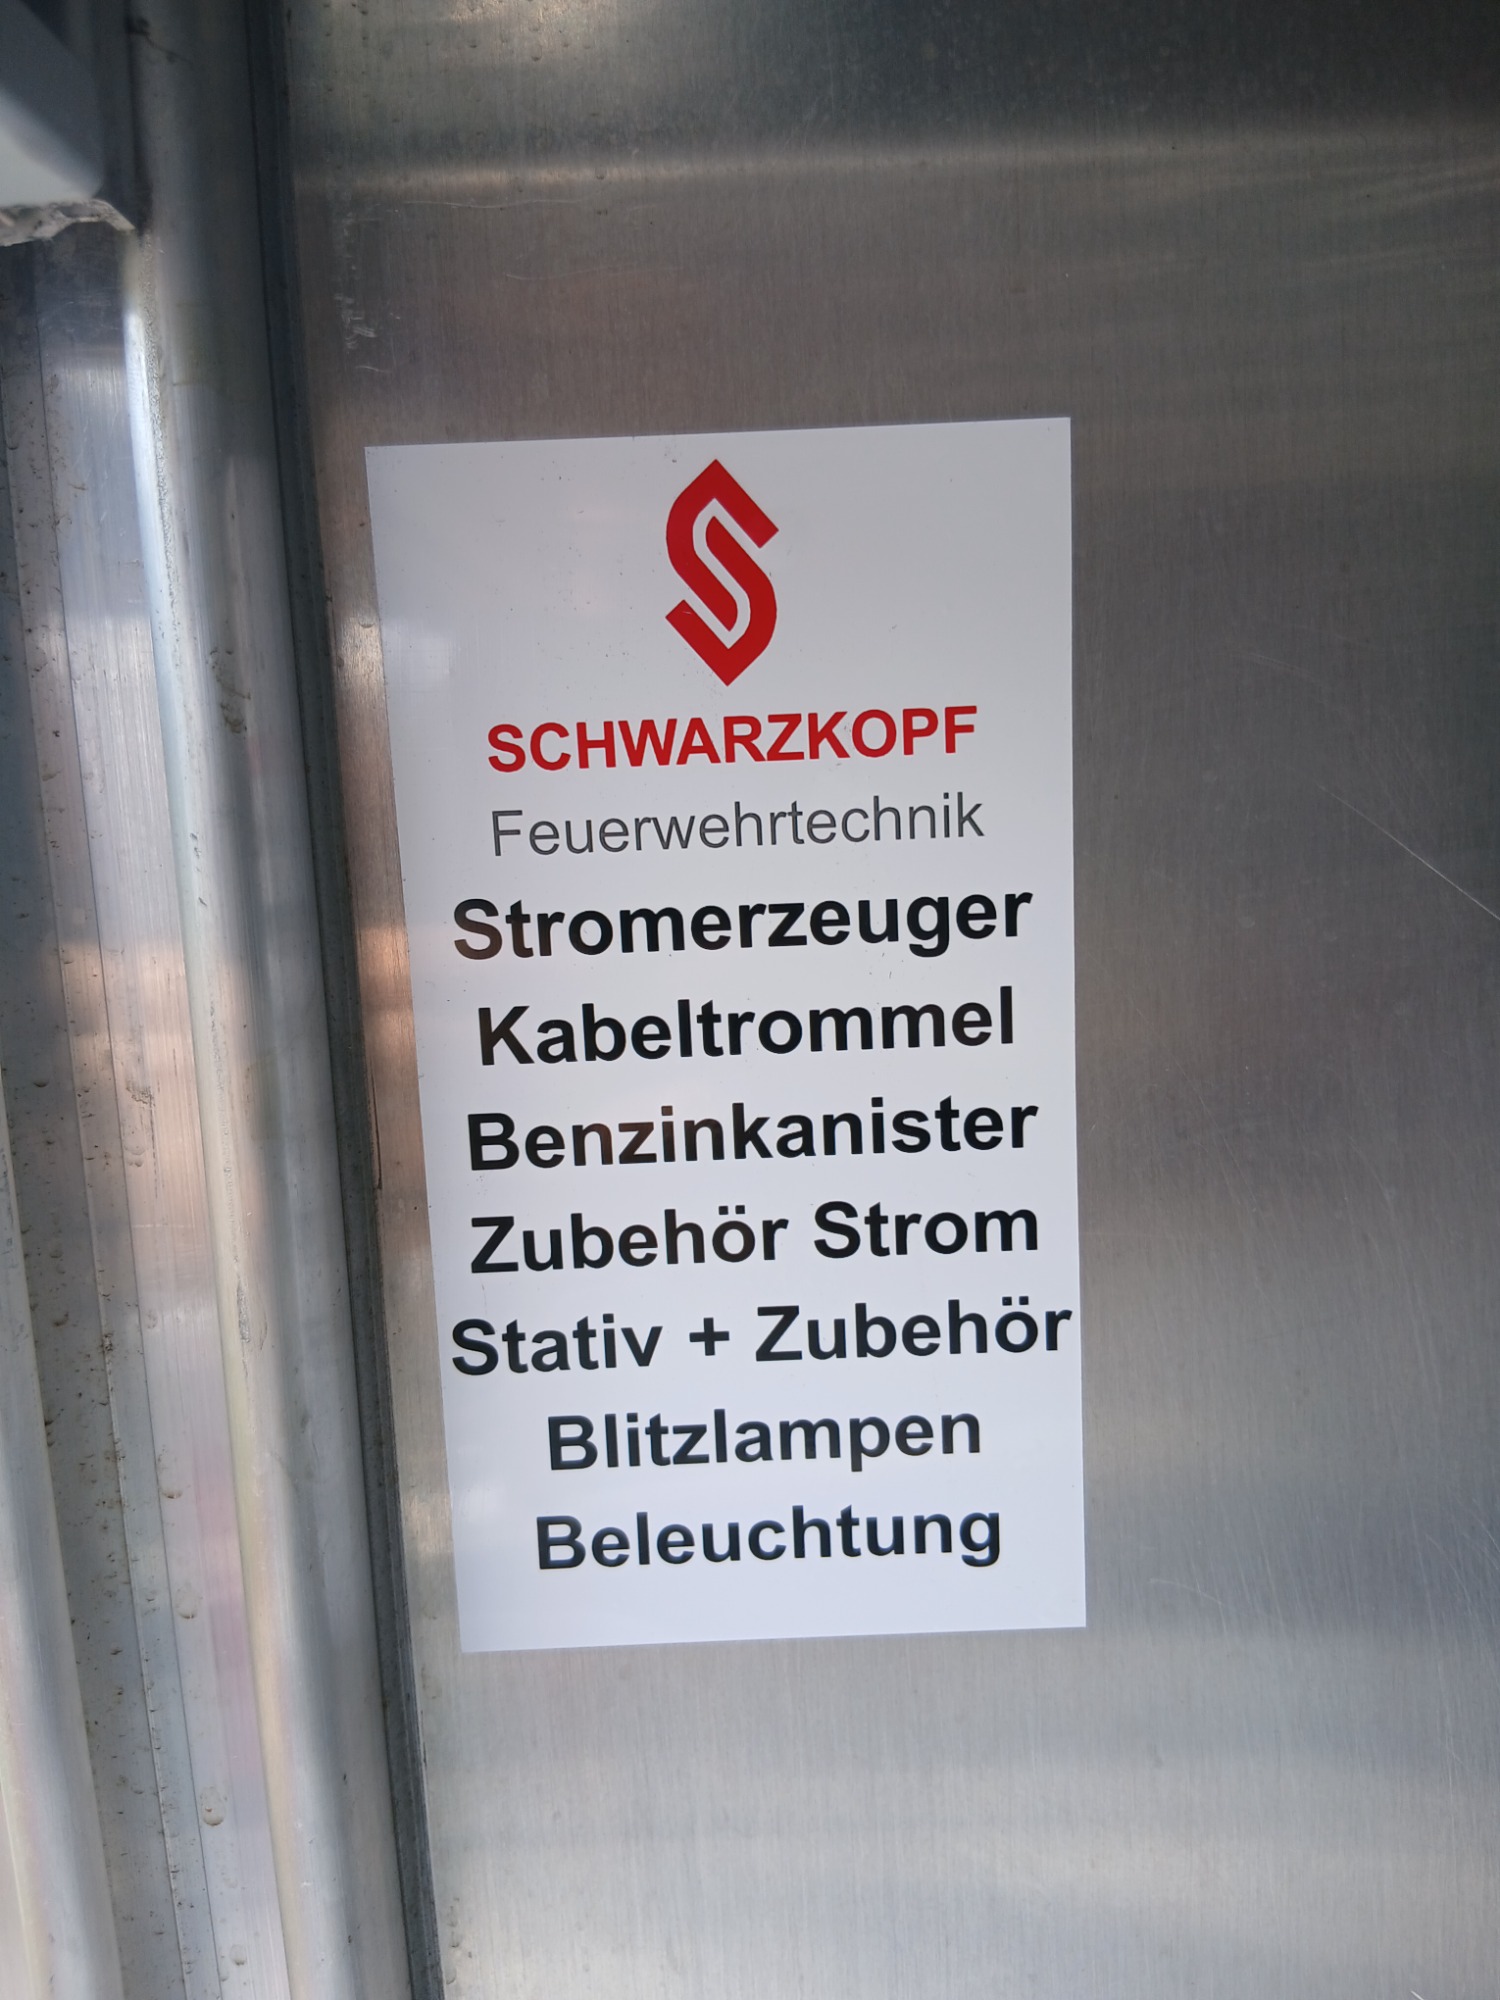 SCHWARZKOPF
Feuerwehrtechnik
Stromerzeuger
Kabeltrommel
Benzinkanister
Zubehör Strom
Stativ + Zubehör
Blitzlampen
Beleuchtung